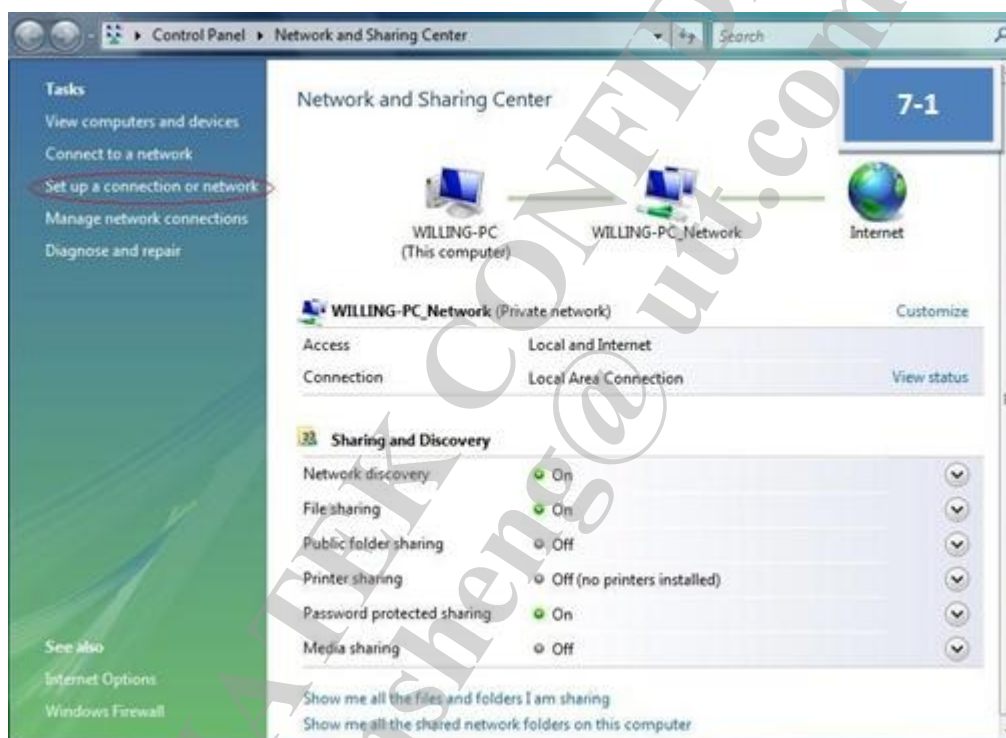 Control Panel ▸ Network and Sharing Center
Search
Tasks
View computers and devices
Connect to a network
Set up a connection or network
Manage network connections
Diagnose and repair
See also
Internet Options
Windows Firewall
Network and Sharing Center
7-1
WILLING-PC
(This computer)
WILLING-PC_Network
Internet
WILLING-PC_Network (Private network)
Customize
Access Local and Internet
Connection Local Area Connection View status
Sharing and Discovery
Network discovery On
File sharing On
Public folder sharing Off
Printer sharing Off (no printers installed)
Password protected sharing On
Media sharing Off
Show me all the files and folders I am sharing
Show me all the shared network folders on this computer